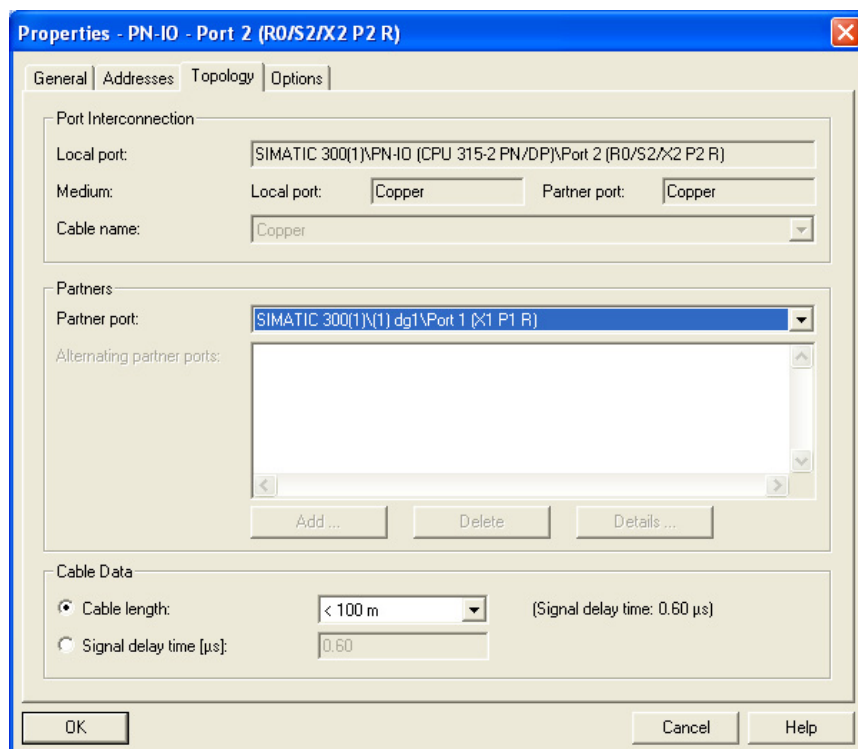 Properties - PN-IO - Port 2 (R0/S2/X2 P2 R)
General Addresses Topology Options
Port Interconnection
Local port: SIMATIC 300(1)\PN-IO (CPU 315-2 PN/DP)\Port 2 (R0/S2/X2 P2 R)
Medium: Local port: Copper Partner port: Copper
Cable name: Copper
Partners
Partner port: SIMATIC 300(1)\(1) dg1\Port 1 (X1 P1 R)
Alternating partner ports:
Add ... Delete Details ...
Cable Data
Cable length: < 100 m (Signal delay time: 0.60 µs)
Signal delay time [µs]: 0.60
OK Cancel Help